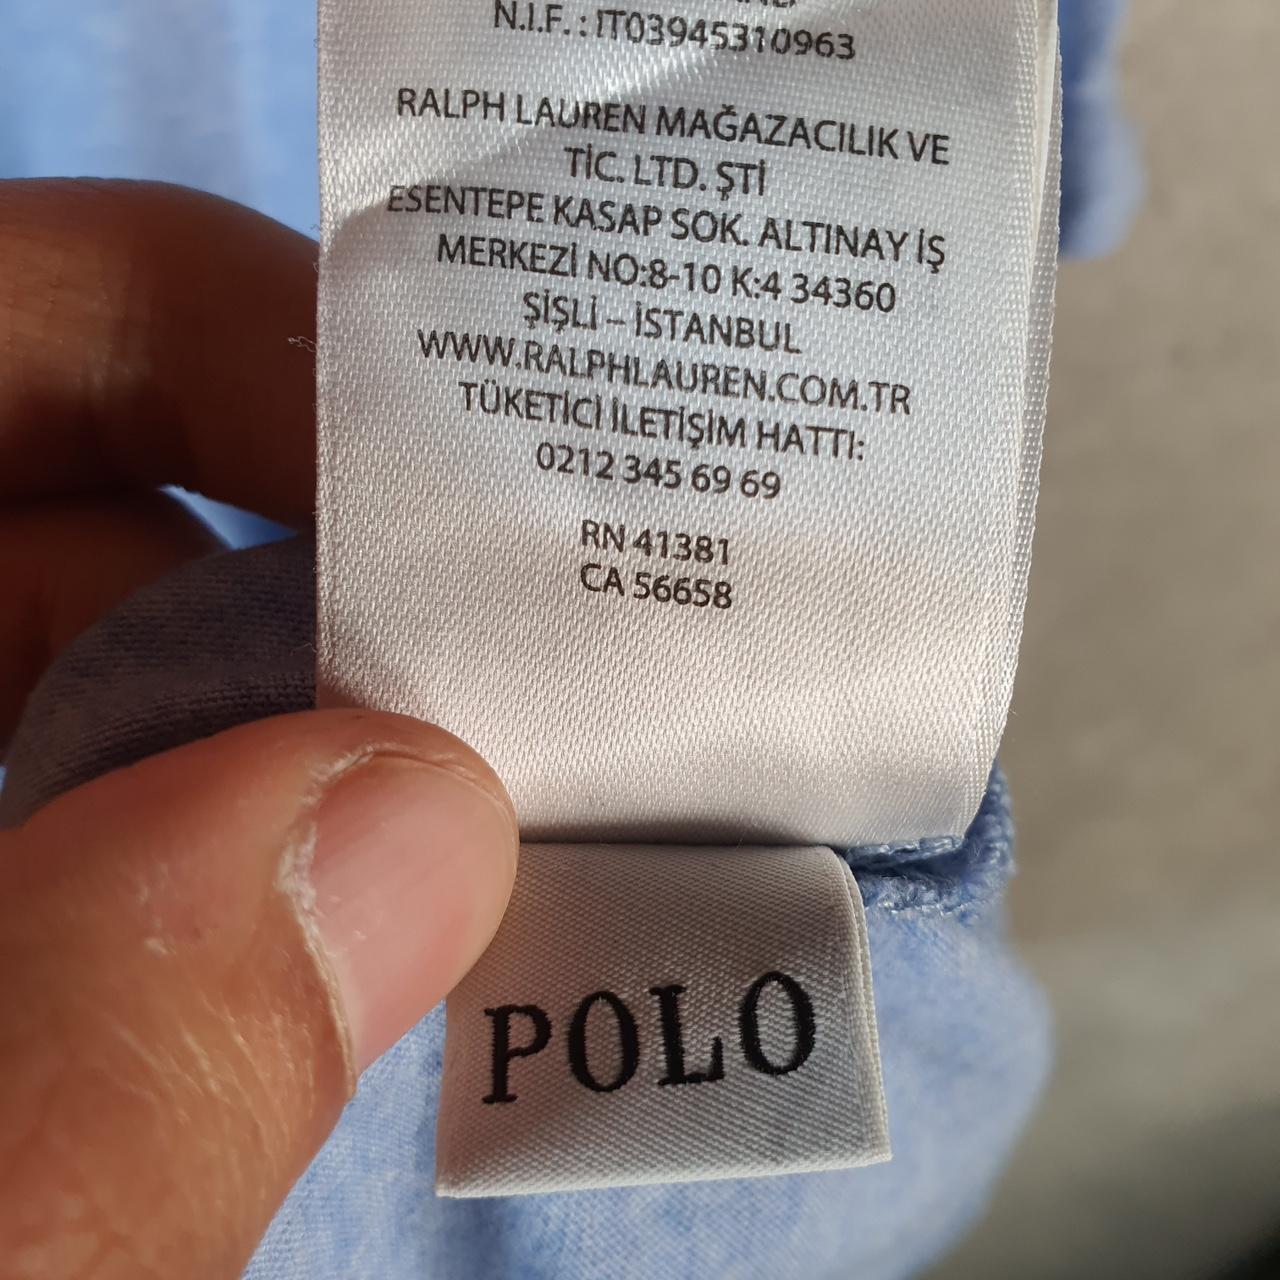 N.I.F. : IT03945310963
RALPH LAUREN MAĞAZACILIK VE
TİC. LTD. ŞTİ
ESENTEPE KASAP SOK. ALTINAY İŞ
MERKEZİ NO:8-10 K:4 34360
ŞİŞLİ – İSTANBUL
WWW.RALPHLAUREN.COM.TR
TÜKETİCİ İLETİŞİM HATTI:
0212 345 69 69
RN 41381
CA 56658
POLO